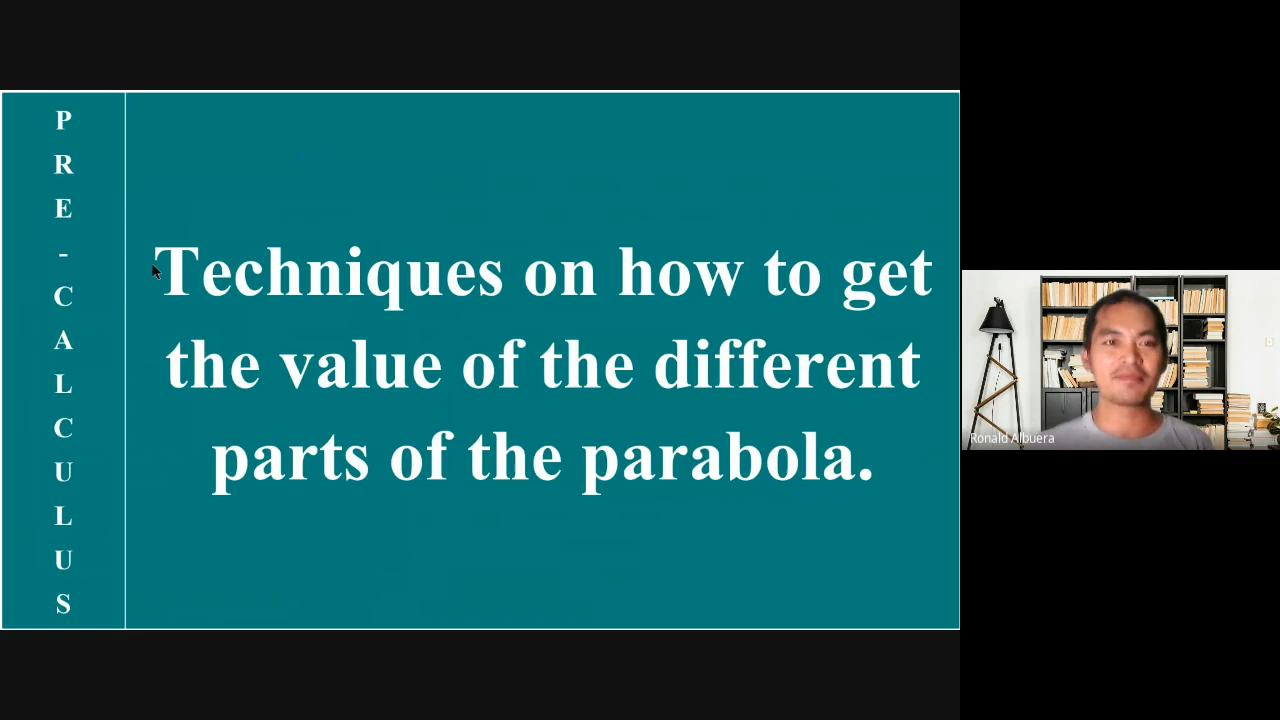 P
R
E
-
C
A
L
C
U
L
U
S
Techniques on how to get
the value of the different
parts of the parabola.
Ronald Albuera